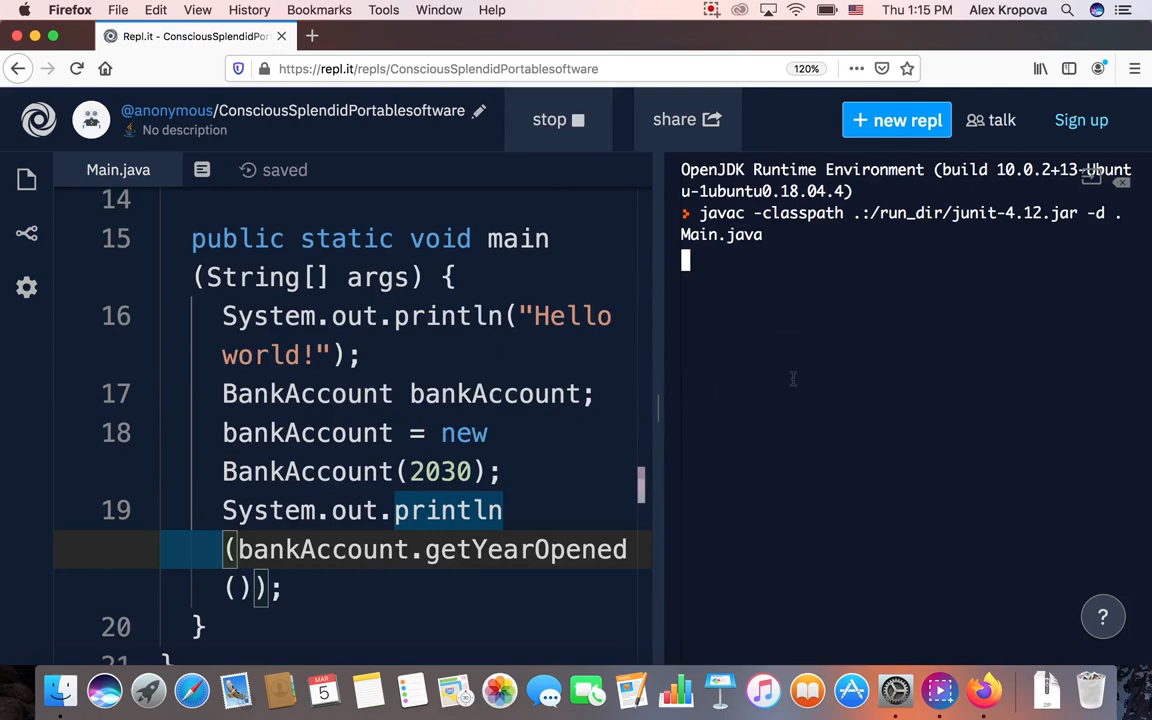 Firefox File Edit View History Bookmarks Tools Window Help Thu 1:15 PM Alex Kropova
Repl.it - ConsciousSplendidPor
https://repl.it/repls/ConsciousSplendidPortablesoftware 120%
@anonymous/ConsciousSplendidPortablesoftware
No description
stop
share
+ new repl
talk
Sign up
Main.java
saved
14
15 public static void main
(String[] args) {
16 System.out.println("Hello
world!");
17 BankAccount bankAccount;
18 bankAccount = new
BankAccount(2030);
19 System.out.println
(bankAccount.getYearOpened
());
20 }
21 }
OpenJDK Runtime Environment (build 10.0.2+13-Ubunt
u-1ubuntu0.18.04.4)
javac -classpath .:/run_dir/junit-4.12.jar -d .
Main.java
?
MAR
5
ZIP